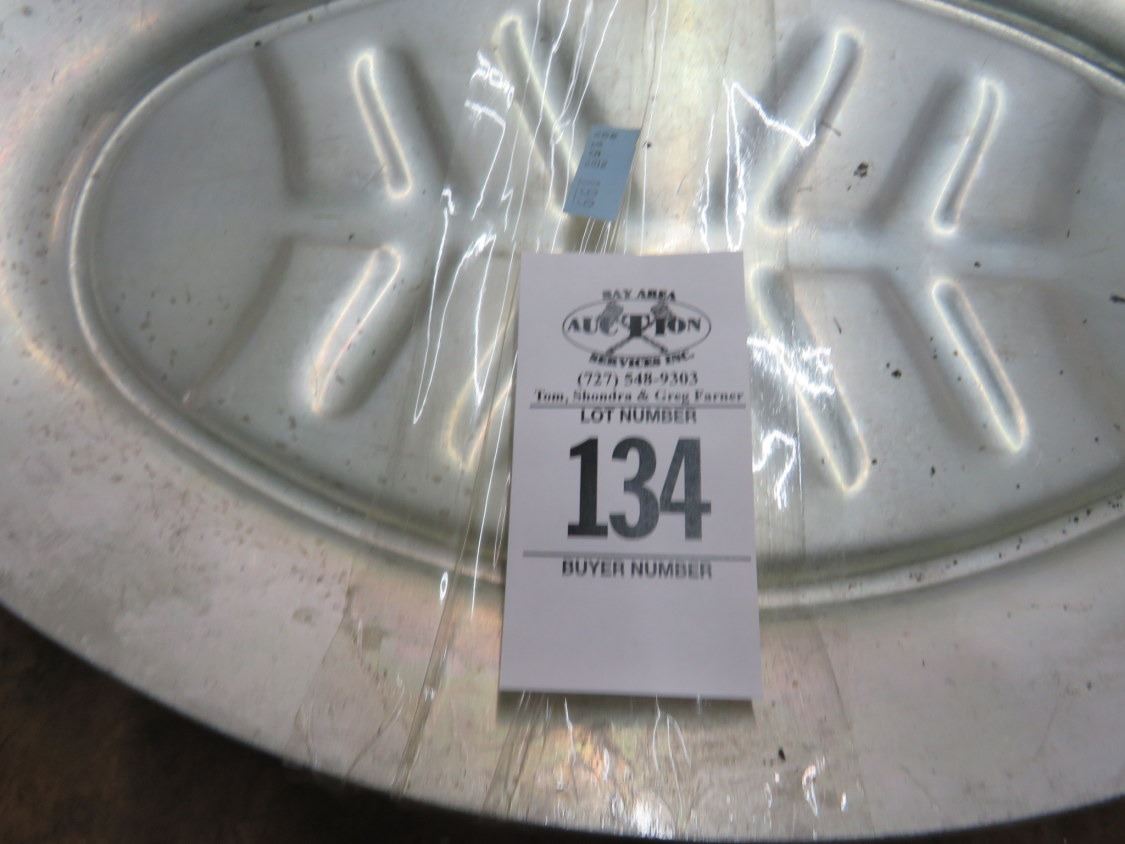 BAY AREA
AUCTION
SERVICES INC.
(727) 548-9303
Tom, Shondra & Greg Farner
LOT NUMBER
134
BUYER NUMBER